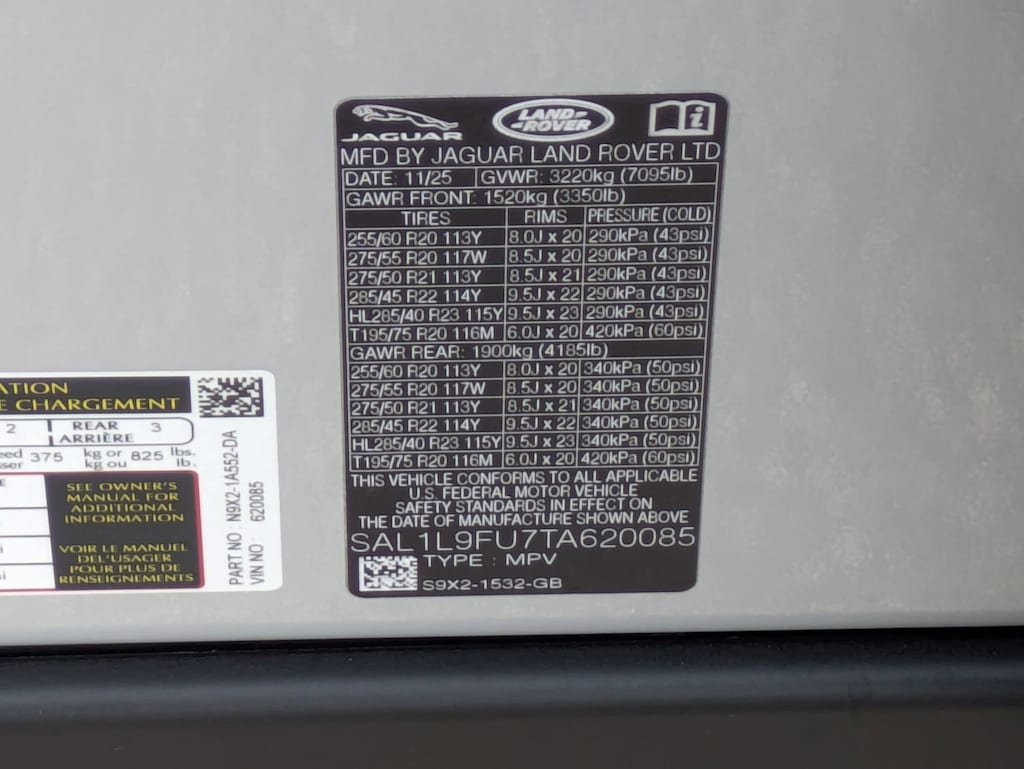 JAGUAR LAND-ROVER i
MFD BY JAGUAR LAND ROVER LTD
DATE: 11/25 GVWR: 3220kg (7095lb)
GAWR FRONT: 1520kg (3350lb)
TIRES RIMS PRESSURE (COLD)
255/60 R20 113Y 8.0J x 20 290kPa (43psi)
275/55 R20 117W 8.5J x 20 290kPa (43psi)
275/50 R21 113Y 8.5J x 21 290kPa (43psi)
285/45 R22 114Y 9.5J x 22 290kPa (43psi)
HL285/40 R23 115Y 9.5J x 23 290kPa (43psi)
T195/75 R20 116M 6.0J x 20 420kPa (60psi)
GAWR REAR: 1900kg (4185lb)
255/60 R20 113Y 8.0J x 20 340kPa (50psi)
275/55 R20 117W 8.5J x 20 340kPa (50psi)
275/50 R21 113Y 8.5J x 21 340kPa (50psi)
285/45 R22 114Y 9.5J x 22 340kPa (50psi)
HL285/40 R23 115Y 9.5J x 23 340kPa (50psi)
T195/75 R20 116M 6.0J x 20 420kPa (60psi)
THIS VEHICLE CONFORMS TO ALL APPLICABLE
U.S. FEDERAL MOTOR VEHICLE
SAFETY STANDARDS IN EFFECT ON
THE DATE OF MANUFACTURE SHOWN ABOVE
SAL1L9FU7TA620085
TYPE : MPV
S9X2-1532-GB
CHARGEMENT
2 REAR 3
ARRIÈRE
375 kg or 825 lbs.
kg ou lb.
SEE OWNER'S
MANUAL FOR
ADDITIONAL
INFORMATION
VOIR LE MANUEL
DEL'USAGER
POUR PLUS DE
RENSEIGNEMENTS
PART NO : N9X2-1A552-DA
VIN NO : 620085